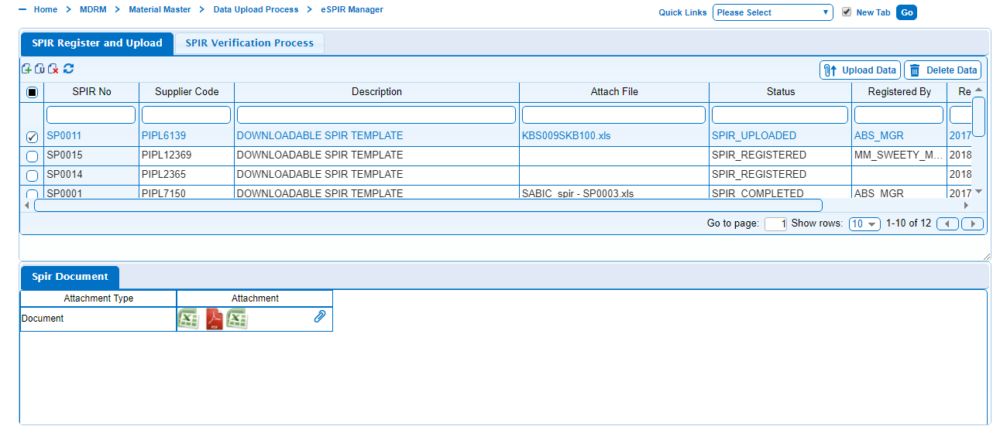 Home > MDRM > Material Master > Data Upload Process > eSPIR Manager
Quick Links Please Select New Tab Go
SPIR Register and Upload SPIR Verification Process
Upload Data Delete Data
SPIR No Supplier Code Description Attach File Status Registered By Re
SP0011 PIPL6139 DOWNLOADABLE SPIR TEMPLATE KBS009SKB100.xls SPIR_UPLOADED ABS_MGR 2017
SP0015 PIPL12369 DOWNLOADABLE SPIR TEMPLATE SPIR_REGISTERED MM_SWEETY_M... 2018
SP0014 PIPL2365 DOWNLOADABLE SPIR TEMPLATE SPIR_REGISTERED 2018
SP0001 PIPL7150 DOWNLOADABLE SPIR TEMPLATE SABIC_spir - SP0003.xls SPIR_COMPLETED ABS_MGR 2017
Go to page: 1 Show rows: 10 1-10 of 12
Spir Document
Attachment Type Attachment
Document PDF